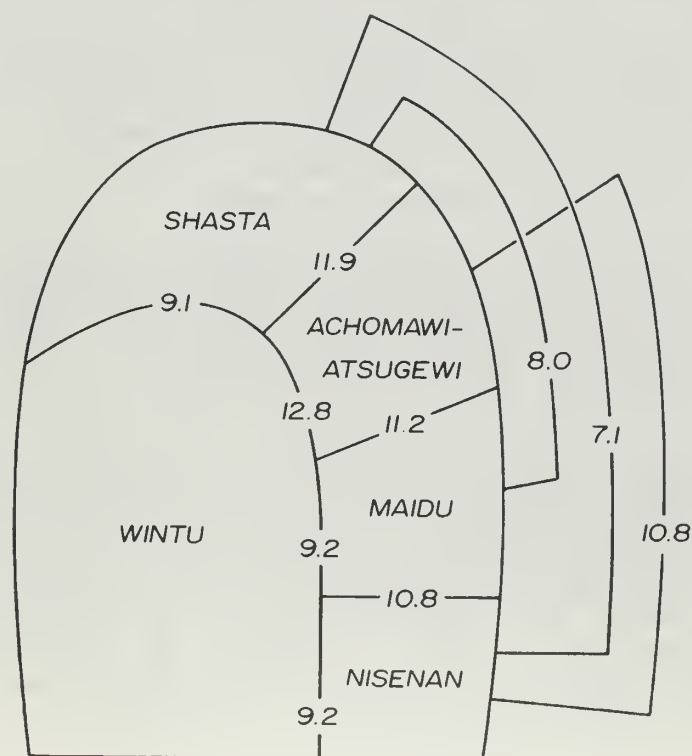 SHASTA
11.9
9.1
ACHOMAWI-
ATSUGEWI
8.0
12.8
11.2
7.1
MAIDU
WINTU
9.2
10.8
10.8
NISENAN
9.2